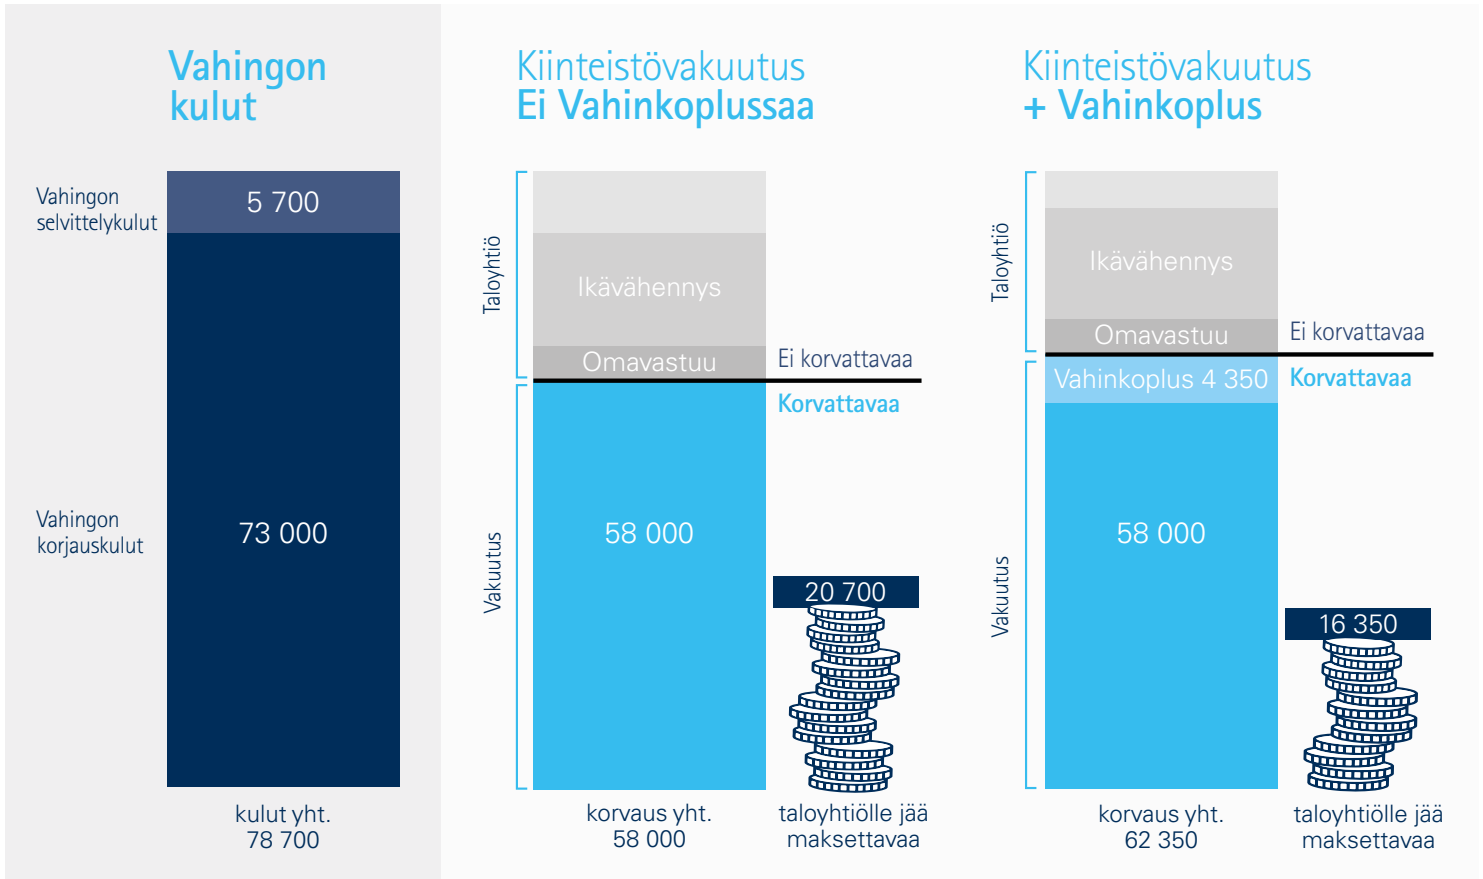 Vahingon
kulut
Vahingon
selvittelykulut
5 700
Vahingon
korjauskulut
73 000
kulut yht.
78 700
Kiinteistövakuutus
Ei Vahinkoplussaa
Taloyhtiö
Ikävähennys
Omavastuu
Ei korvattavaa
Korvattavaa
Vakuutus
58 000
20 700
korvaus yht.
58 000
taloyhtiölle jää
maksettavaa
Kiinteistövakuutus
+ Vahinkoplus
Taloyhtiö
Ikävähennys
Omavastuu
Ei korvattavaa
Vahinkoplus 4 350
Korvattavaa
Vakuutus
58 000
16 350
korvaus yht.
62 350
taloyhtiölle jää
maksettavaa